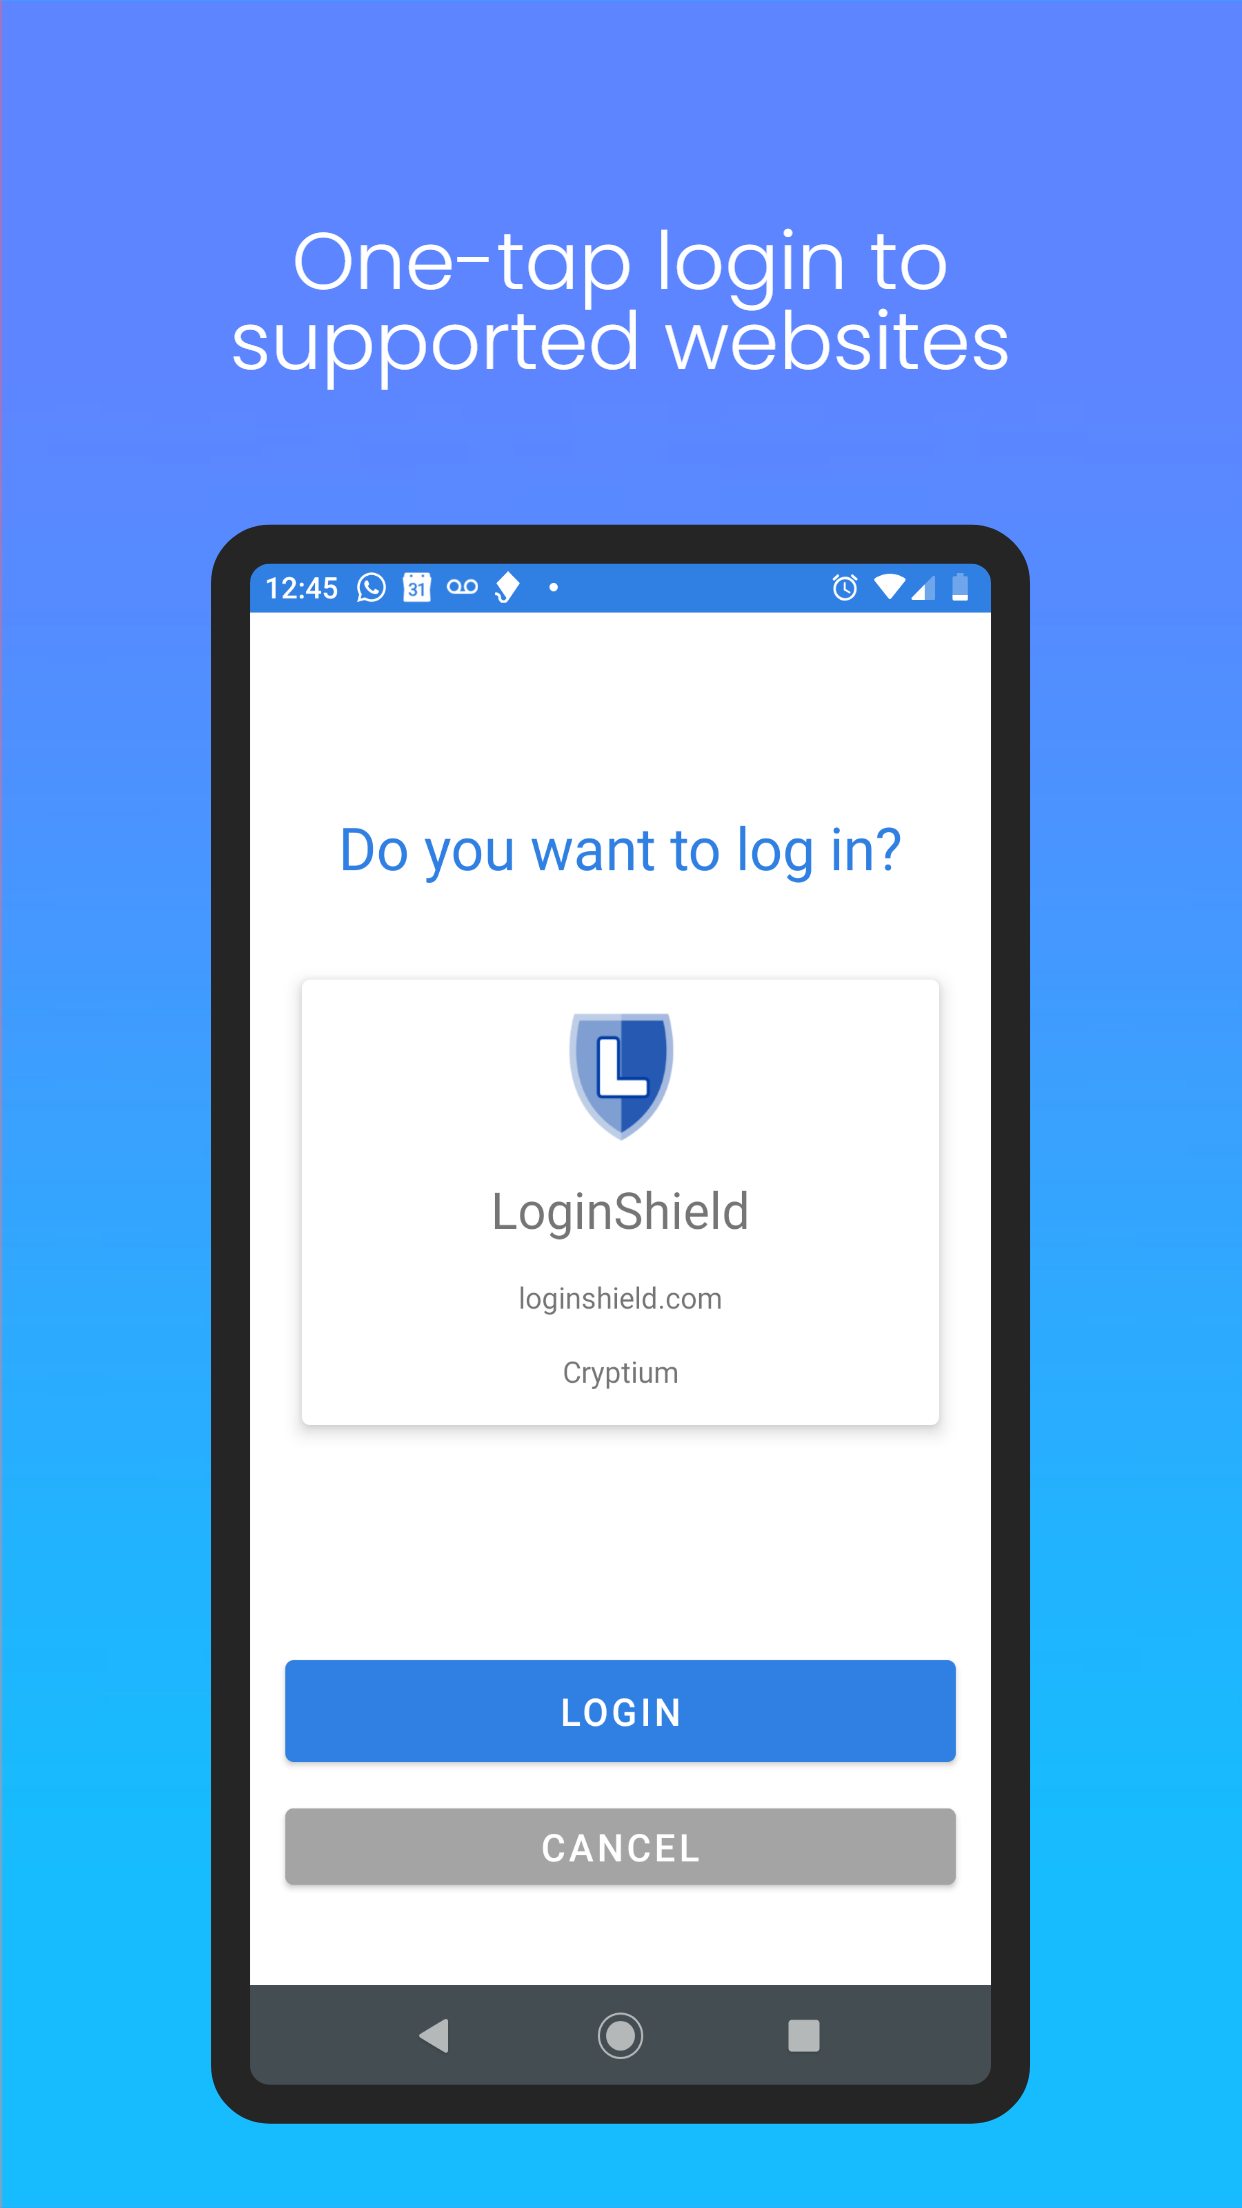 One-tap login to
supported websites
12:45
31
Do you want to log in?
L
LoginShield
loginshield.com
Cryptium
LOGIN
CANCEL